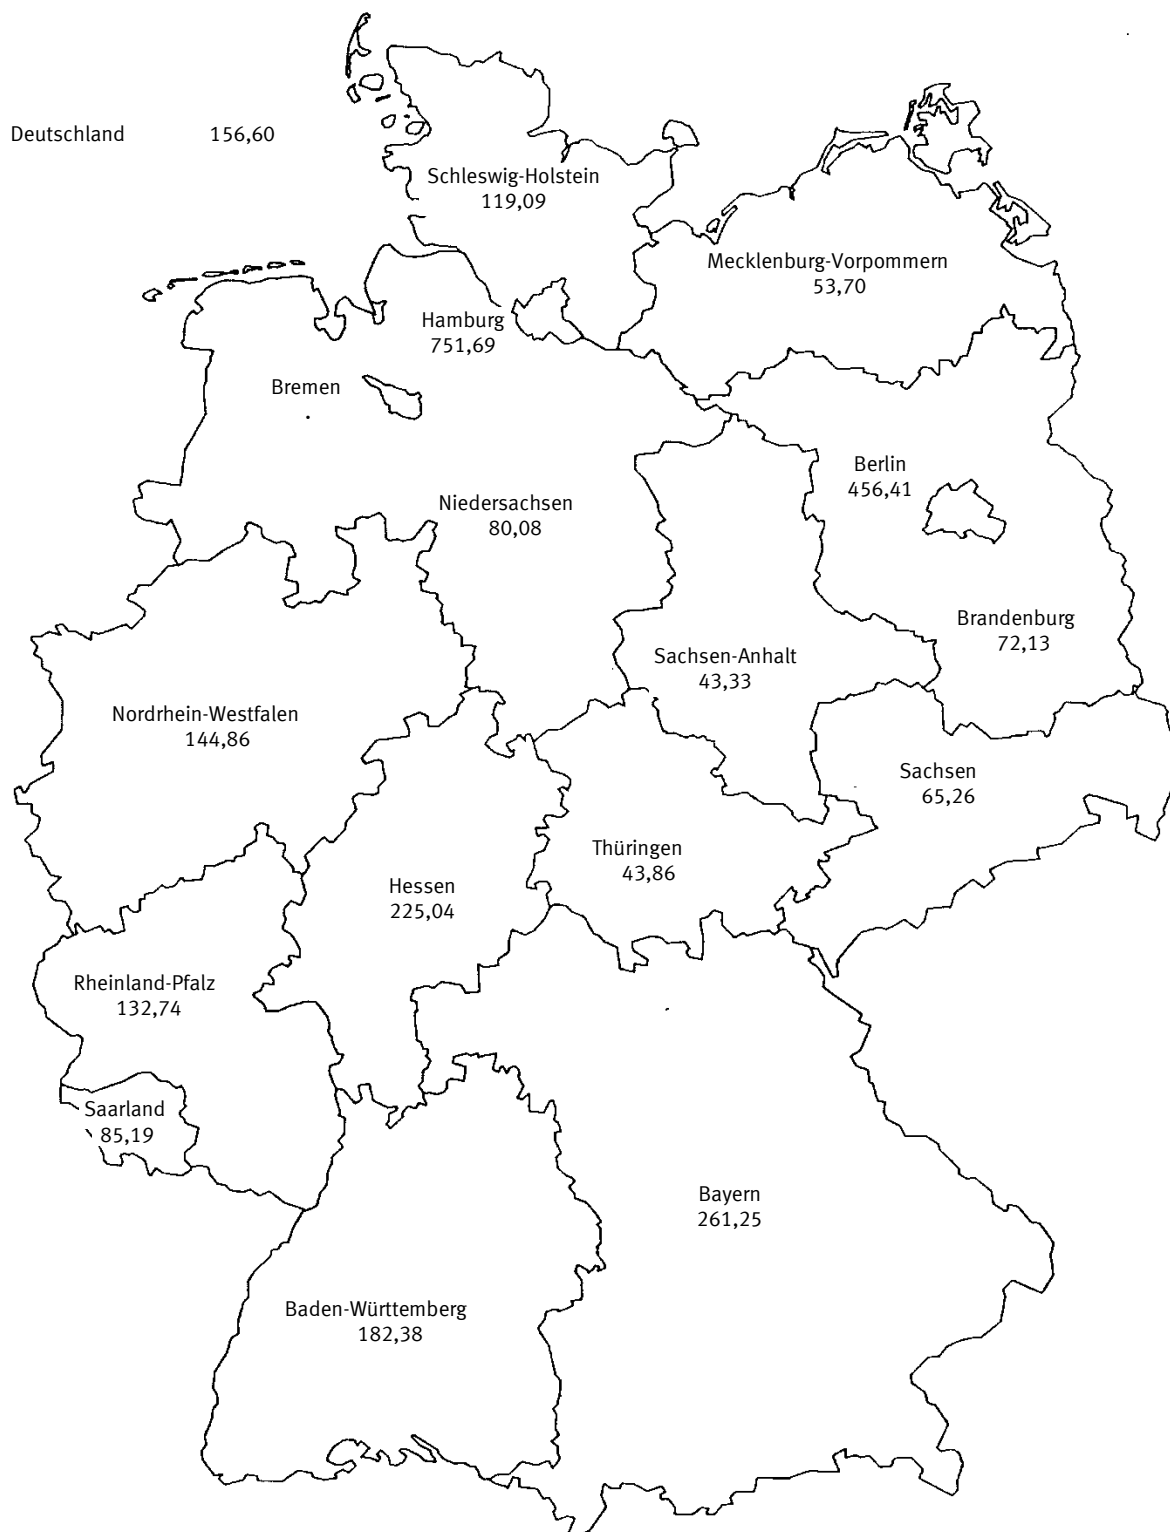 Deutschland 156,60
Schleswig-Holstein
119,09
Mecklenburg-Vorpommern
53,70
Hamburg
751,69
Bremen
.
Berlin
456,41
Niedersachsen
80,08
Brandenburg
72,13
Sachsen-Anhalt
43,33
Nordrhein-Westfalen
144,86
Sachsen
65,26
Thüringen
43,86
Hessen
225,04
Rheinland-Pfalz
132,74
Saarland
85,19
Bayern
261,25
Baden-Württemberg
182,38